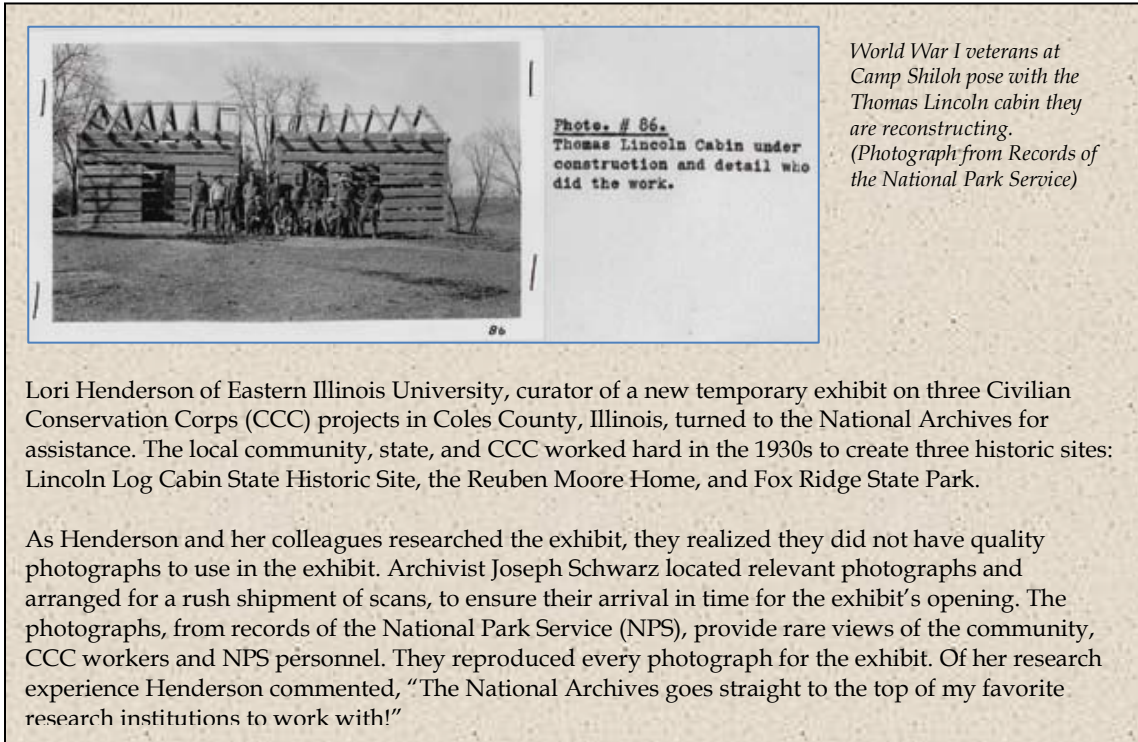 World War I veterans at
Camp Shiloh pose with the
Thomas Lincoln cabin they
are reconstructing.
(Photograph from Records of
the National Park Service)
Photo. # 86.
Thomas Lincoln Cabin under
construction and detail who
did the work.
86
Lori Henderson of Eastern Illinois University, curator of a new temporary exhibit on three Civilian
Conservation Corps (CCC) projects in Coles County, Illinois, turned to the National Archives for
assistance. The local community, state, and CCC worked hard in the 1930s to create three historic sites:
Lincoln Log Cabin State Historic Site, the Reuben Moore Home, and Fox Ridge State Park.
As Henderson and her colleagues researched the exhibit, they realized they did not have quality
photographs to use in the exhibit. Archivist Joseph Schwarz located relevant photographs and
arranged for a rush shipment of scans, to ensure their arrival in time for the exhibit’s opening. The
photographs, from records of the National Park Service (NPS), provide rare views of the community,
CCC workers and NPS personnel. They reproduced every photograph for the exhibit. Of her research
experience Henderson commented, “The National Archives goes straight to the top of my favorite
research institutions to work with!”